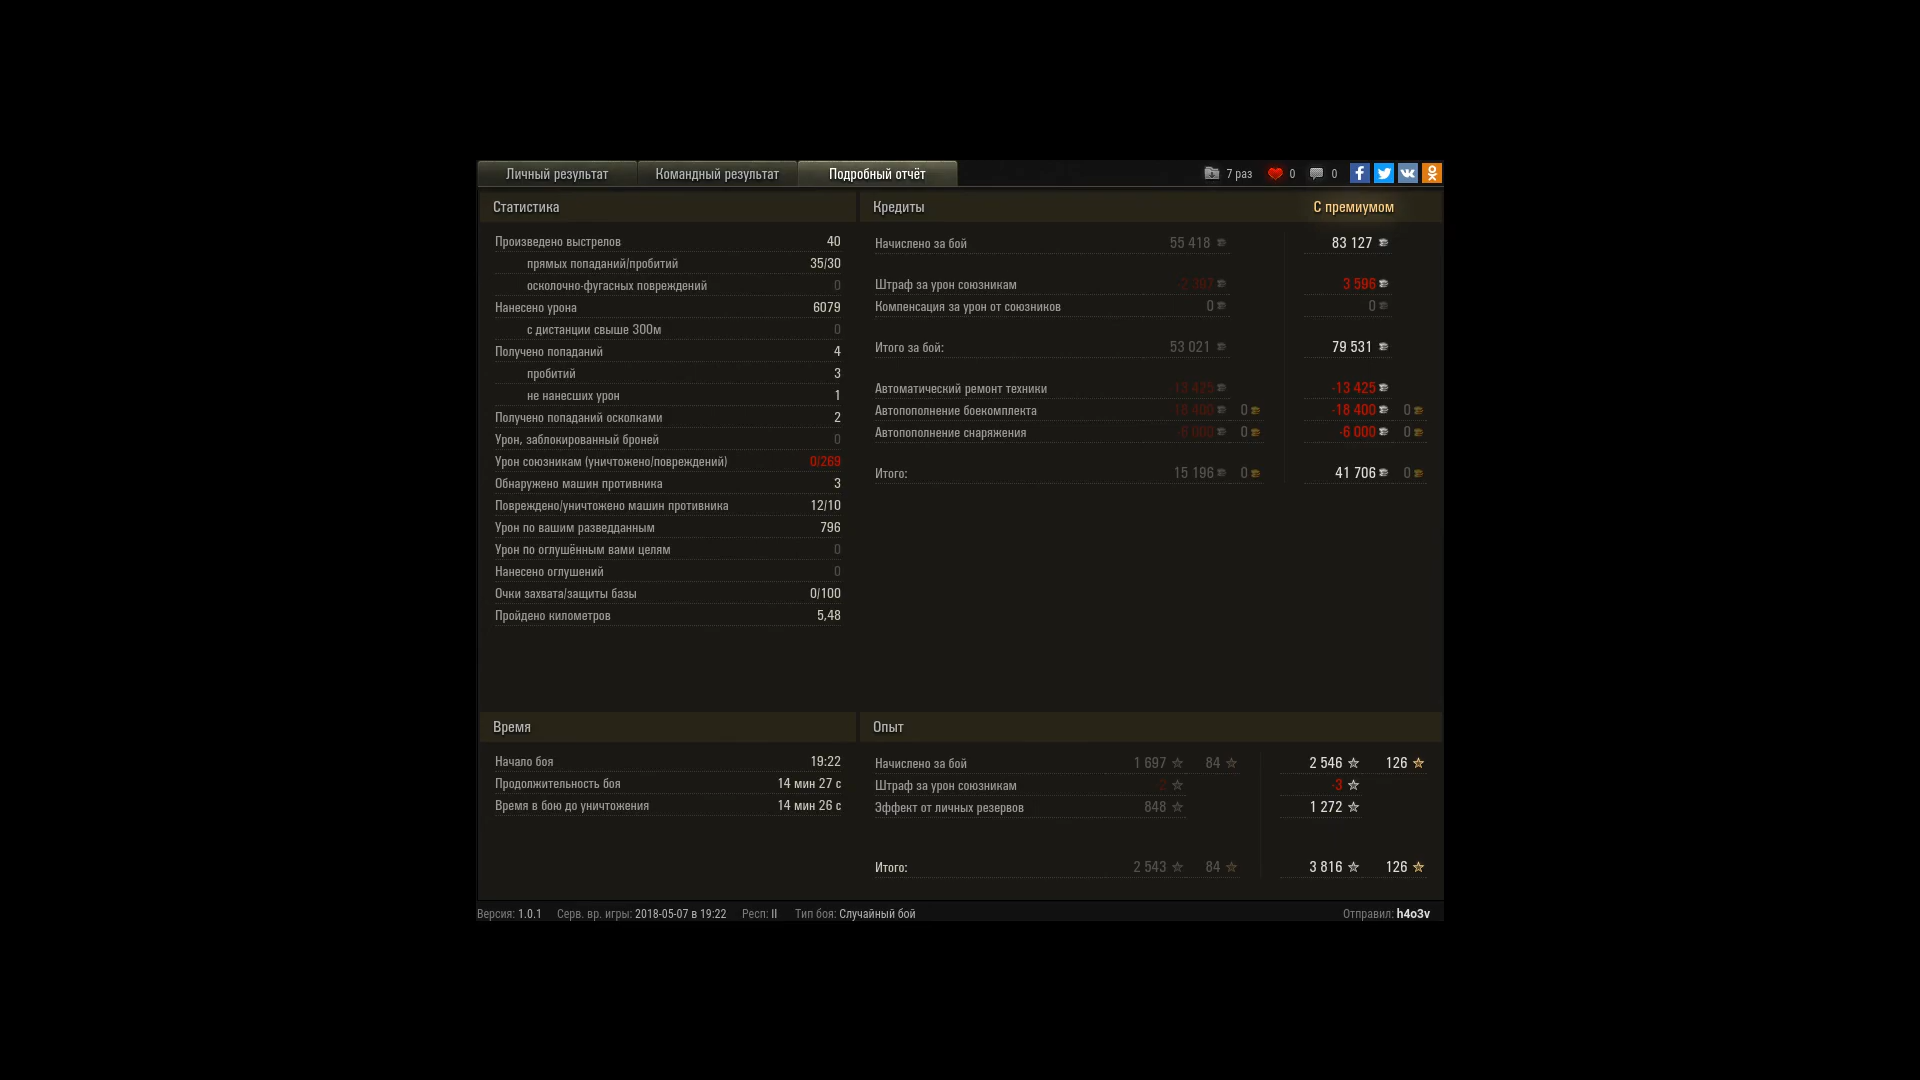 Личный результат Командный результат Подробный отчёт 7 раз 0 0
Статистика
Произведено выстрелов 40
прямых попаданий/пробитий 35/30
осколочно-фугасных повреждений 0
Нанесено урона 6079
с дистанции свыше 300м 0
Получено попаданий 4
пробитий 3
не нанесших урон 1
Получено попаданий осколками 2
Урон, заблокированный броней 0
Урон союзникам (уничтожено/повреждений) 0/269
Обнаружено машин противника 3
Повреждено/уничтожено машин противника 12/10
Урон по вашим разведданным 796
Урон по оглушённым вами целям 0
Нанесено оглушений 0
Очки захвата/защиты базы 0/100
Пройдено километров 5,48
Кредиты С премиумом
Начислено за бой 55 418 83 127
Штраф за урон союзникам 3 596
Компенсация за урон от союзников 0 0
Итого за бой: 53 021 79 531
Автоматический ремонт техники -13 425 -13 425
Автопополнение боекомплекта -18 400 0 -18 400 0
Автопополнение снаряжения -6 000 0 -6 000 0
Итого: 15 196 0 41 706 0
Время
Начало боя 19:22
Продолжительность боя 14 мин 27 с
Время в бою до уничтожения 14 мин 26 с
Опыт
Начислено за бой 1 697 84 2 546 126
Штраф за урон союзникам -2 -3
Эффект от личных резервов 848 1 272
Итого: 2 543 84 3 816 126
Версия: 1.0.1 Серв. вр. игры: 2018-05-07 в 19:22 Респ: II Тип боя: Случайный бой Отправил: h4o3v